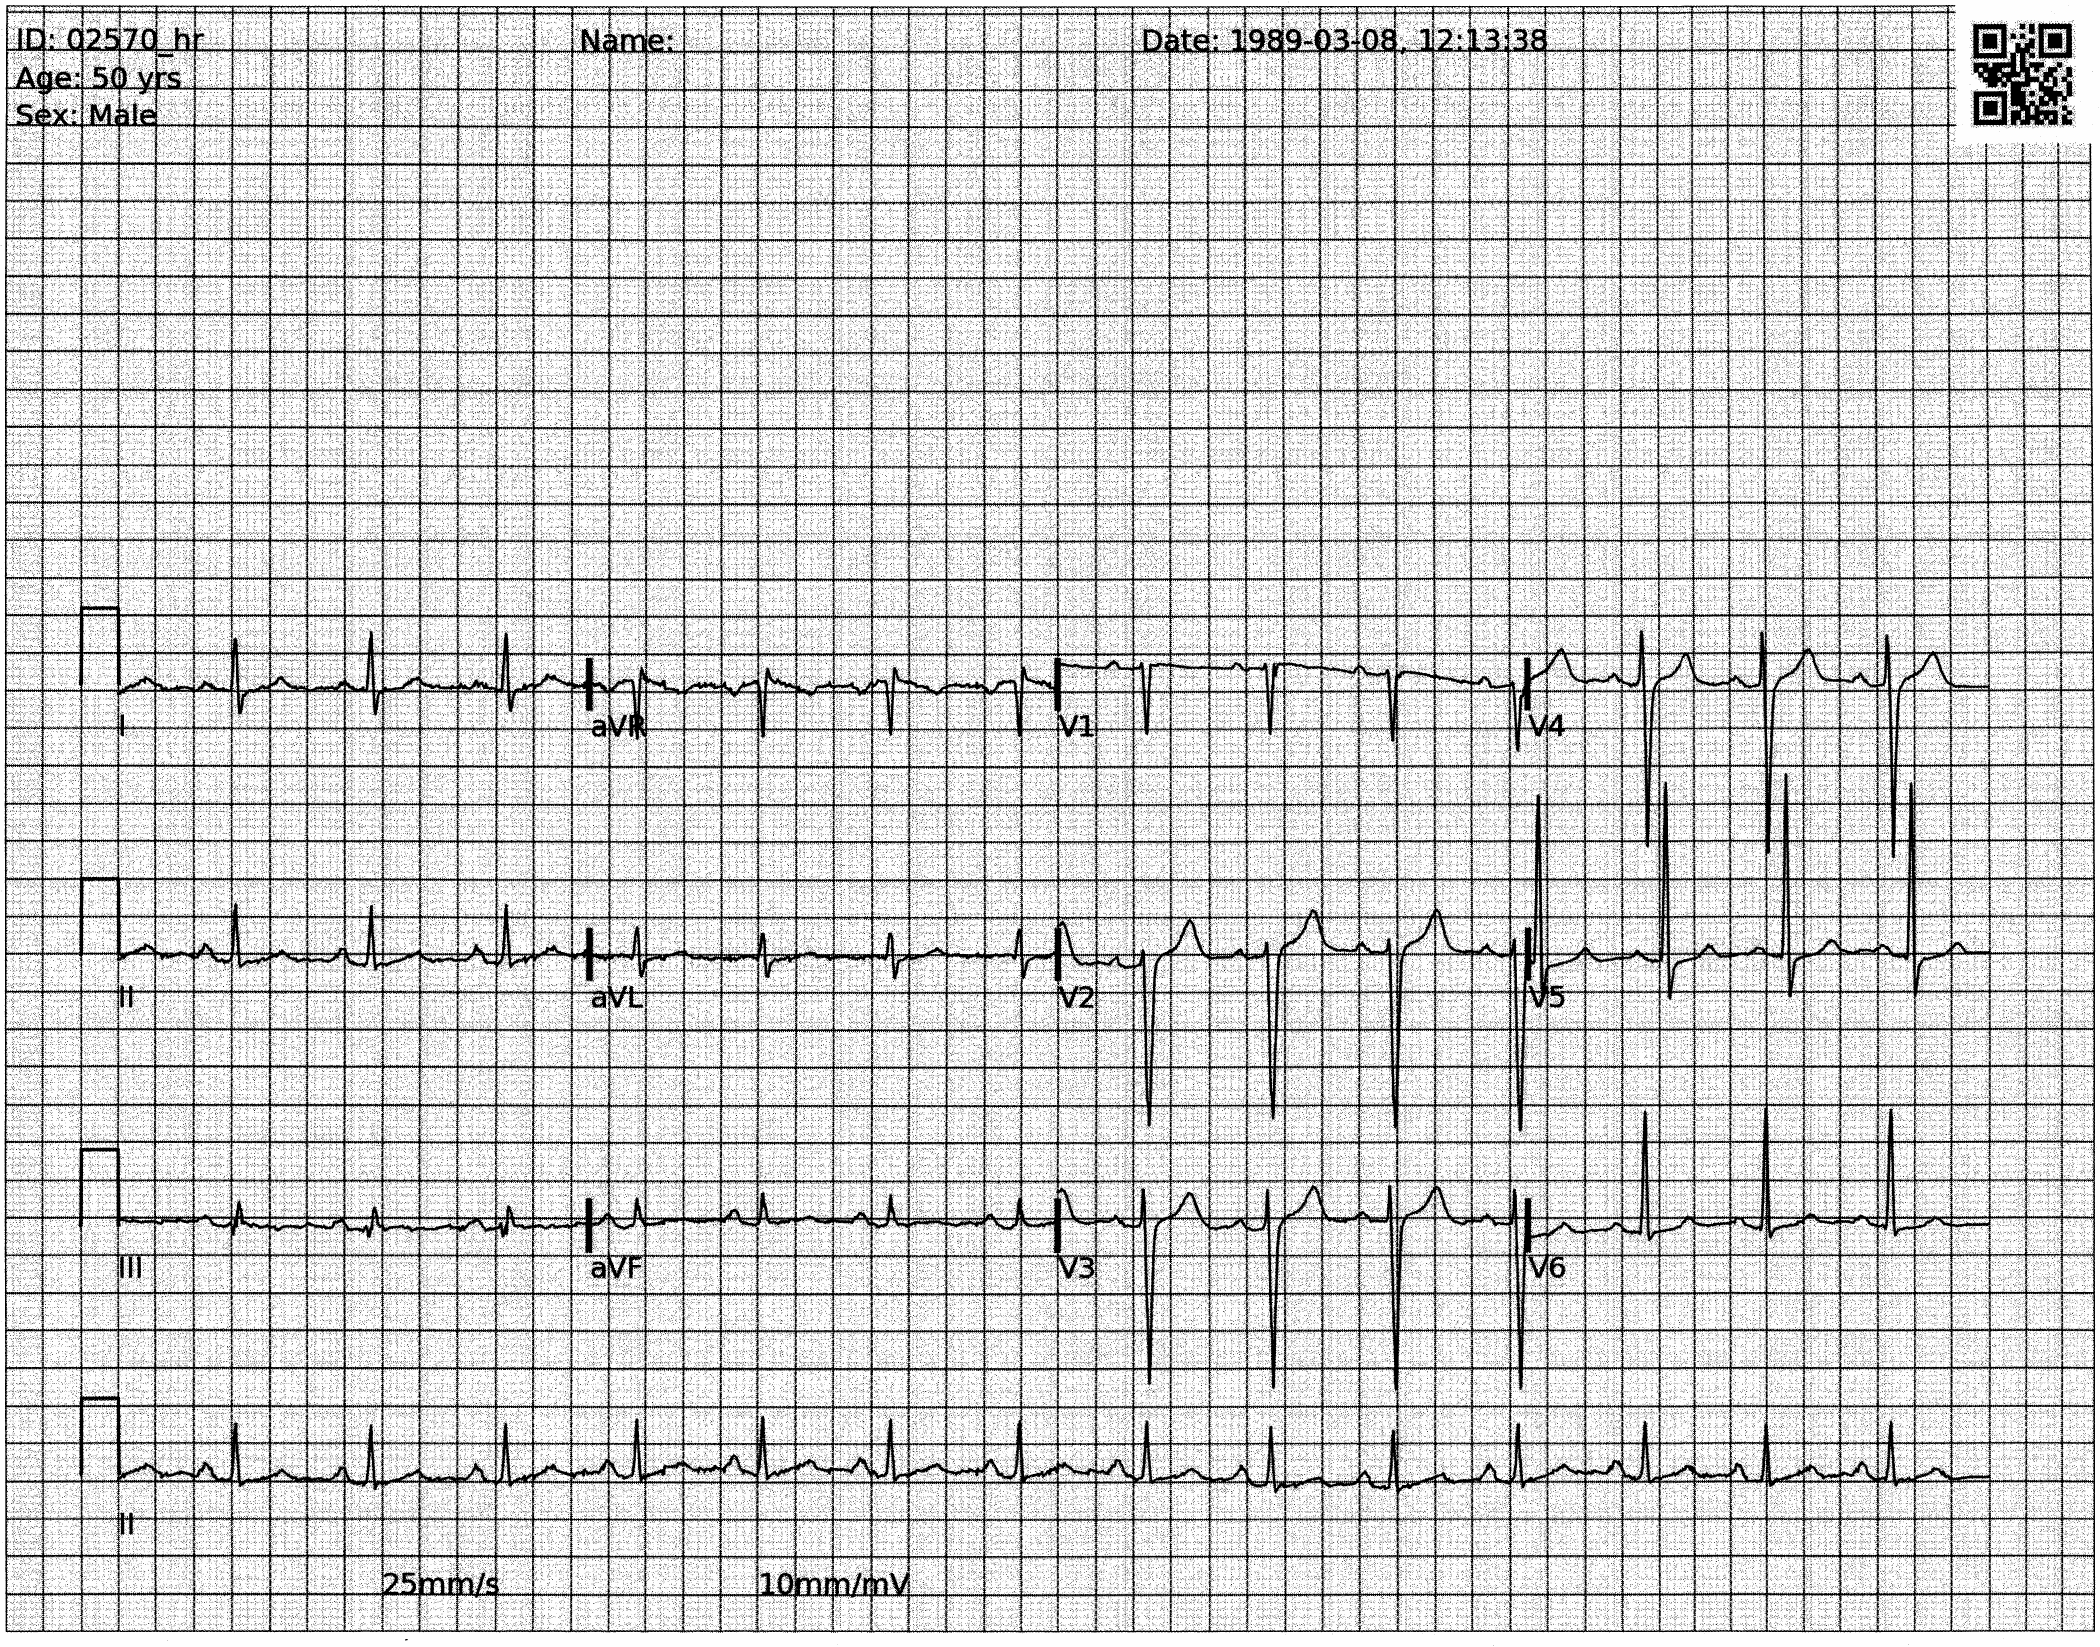 ID: 02570_hr Name: Date: 1989-03-08, 12:13:38
Age: 50 yrs
Sex: Male
I aVR V1 V4
II aVL V2 V5
III aVF V3 V6
II
25mm/s 10mm/mV